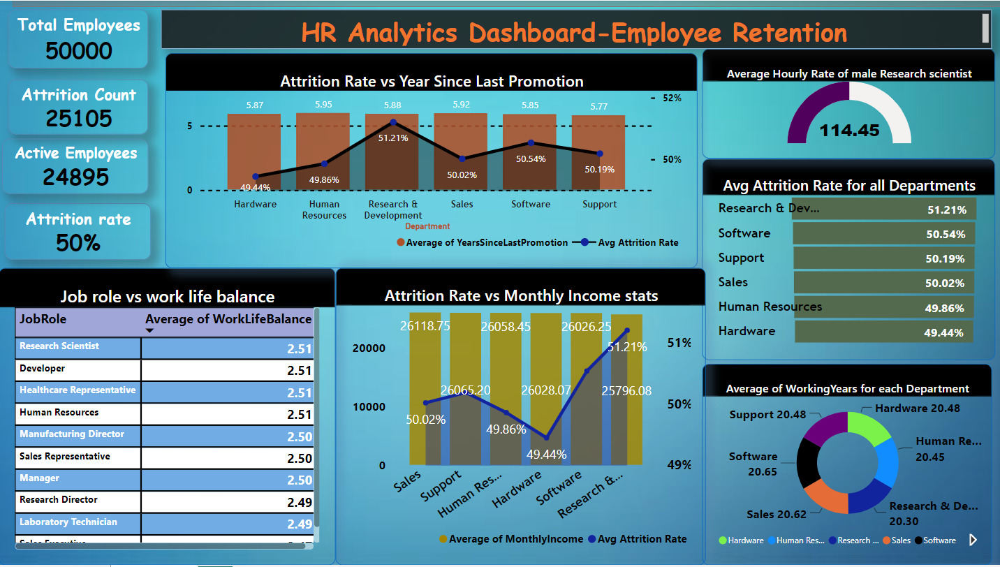 Total Employees
50000
HR Analytics Dashboard-Employee Retention
Attrition Count
25105
Active Employees
24895
Attrition rate
50%
Attrition Rate vs Year Since Last Promotion
52%
50%
5
0
5.87 5.95 5.88 5.92 5.85 5.77
49.44% 49.86% 51.21% 50.02% 50.54% 50.19%
Hardware
Human
Resources
Research &
Development
Sales
Software
Support
Department
Average of YearsSinceLastPromotion
Avg Attrition Rate
Average Hourly Rate of male Research scientist
114.45
Avg Attrition Rate for all Departments
Research & Dev... 51.21%
Software 50.54%
Support 50.19%
Sales 50.02%
Human Resources 49.86%
Hardware 49.44%
Job role vs work life balance
JobRole Average of WorkLifeBalance
Research Scientist 2.51
Developer 2.51
Healthcare Representative 2.51
Human Resources 2.51
Manufacturing Director 2.50
Sales Representative 2.50
Manager 2.50
Research Director 2.49
Laboratory Technician 2.49
Attrition Rate vs Monthly Income stats
20000
10000
0
51%
50%
49%
26118.75 26058.45 26026.25
26065.20 26028.07 25796.08
50.02% 49.86% 49.44% 51.21%
Sales
Support
Human Res...
Hardware
Software
Research &...
Average of MonthlyIncome
Avg Attrition Rate
Average of WorkingYears for each Department
Hardware 20.48
Human Re...
20.45
Research & De...
20.30
Sales 20.62
Software
20.65
Support 20.48
Hardware Human Res... Research ... Sales Software